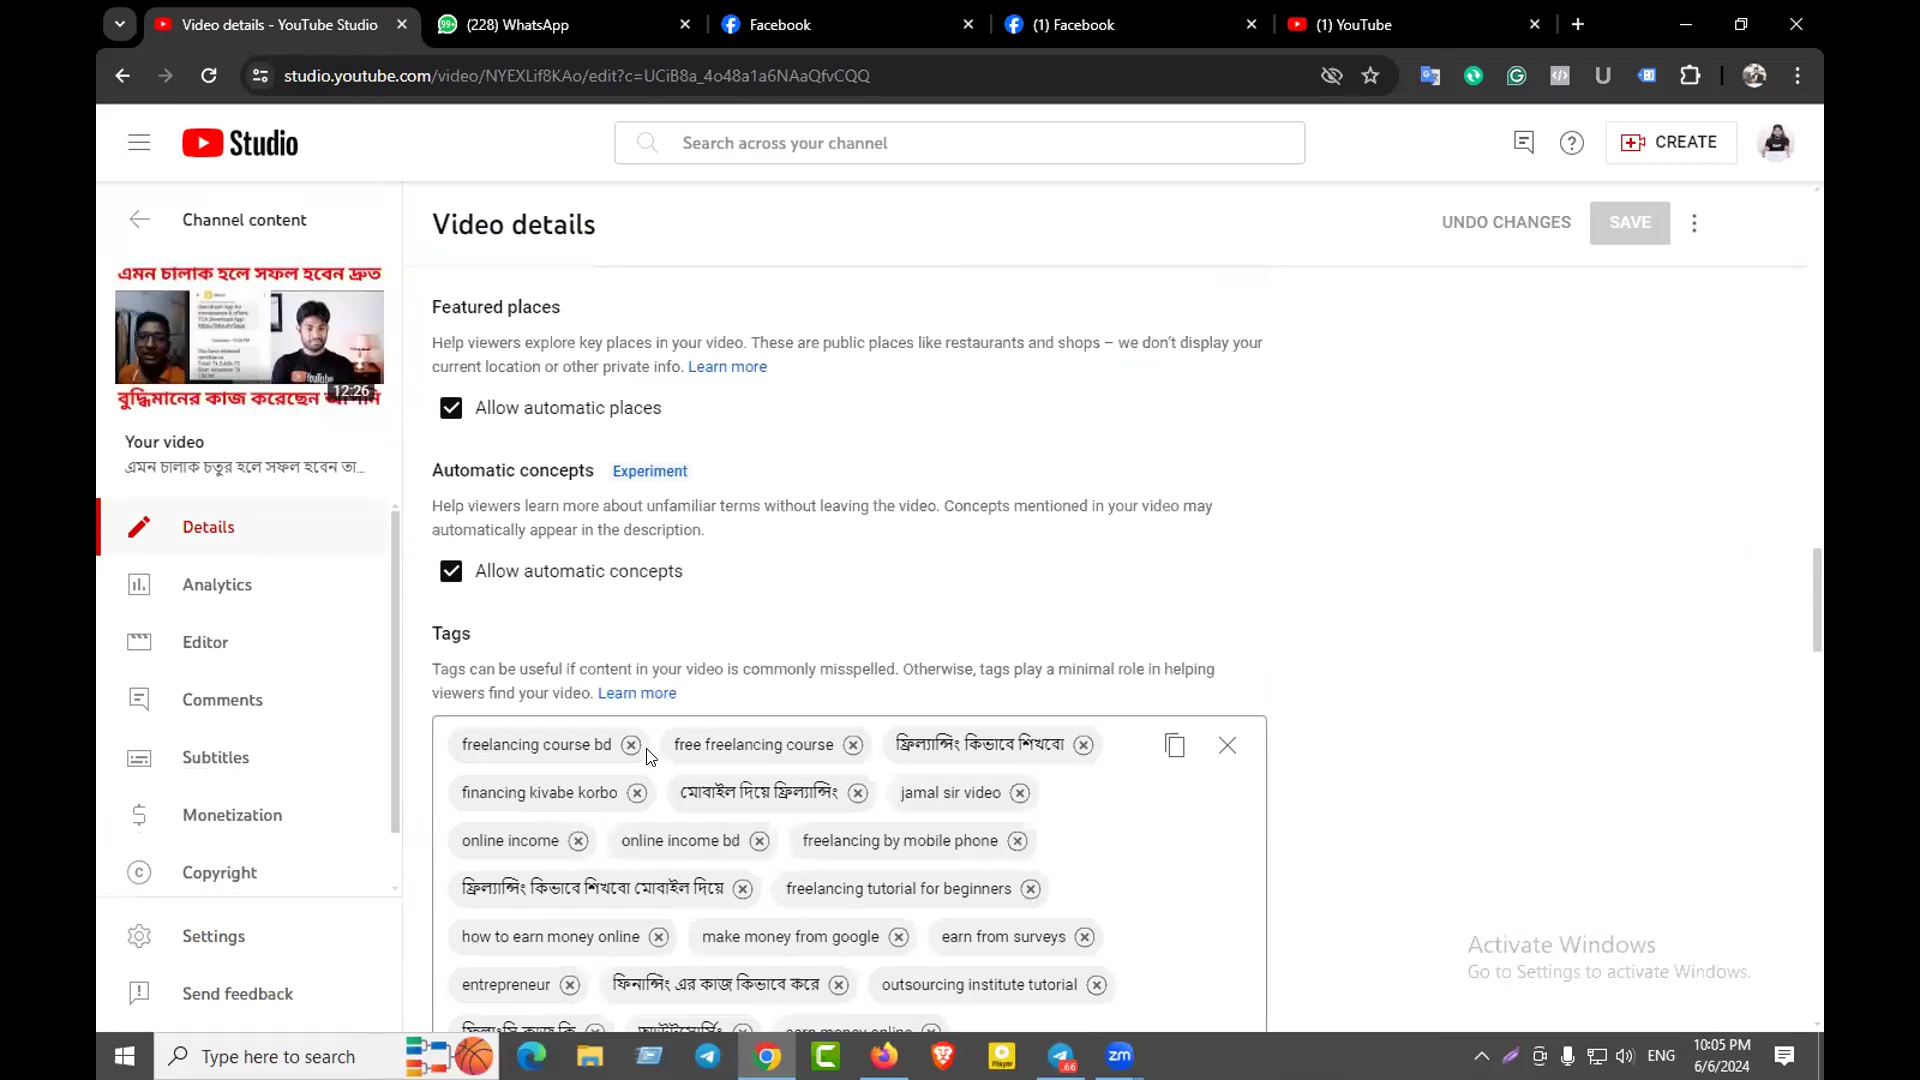 Video details - YouTube Studio
(228) WhatsApp
Facebook
(1) Facebook
(1) YouTube
studio.youtube.com/video/NYEXLif8KAo/edit?c=UCiB8a_4o48a1a6NAaQfvCQQ
Studio
Search across your channel
CREATE
Channel content
Video details
UNDO CHANGES
SAVE
এমন চালাক হলে সফল হবেন দ্রুত
12:26
বুদ্ধিমানের কাজ করেছেন আপনি
Your video
এমন চালাক চতুর হলে সফল হবেন তা...
Details
Analytics
Editor
Comments
Subtitles
Monetization
Copyright
Settings
Send feedback
Featured places
Help viewers explore key places in your video. These are public places like restaurants and shops – we don't display your
current location or other private info. Learn more
Allow automatic places
Automatic concepts Experiment
Help viewers learn more about unfamiliar terms without leaving the video. Concepts mentioned in your video may
automatically appear in the description.
Allow automatic concepts
Tags
Tags can be useful if content in your video is commonly misspelled. Otherwise, tags play a minimal role in helping
viewers find your video. Learn more
freelancing course bd free freelancing course ফ্রিল্যান্সিং কিভাবে শিখবো
financing kivabe korbo মোবাইল দিয়ে ফ্রিল্যান্সিং jamal sir video
online income online income bd freelancing by mobile phone
ফ্রিল্যান্সিং কিভাবে শিখবো মোবাইল দিয়ে freelancing tutorial for beginners
how to earn money online make money from google earn from surveys
entrepreneur ফিনান্সিং এর কাজ কিভাবে করে outsourcing institute tutorial
earn money online
Activate Windows
Go to Settings to activate Windows.
Type here to search
ENG
10:05 PM
6/6/2024